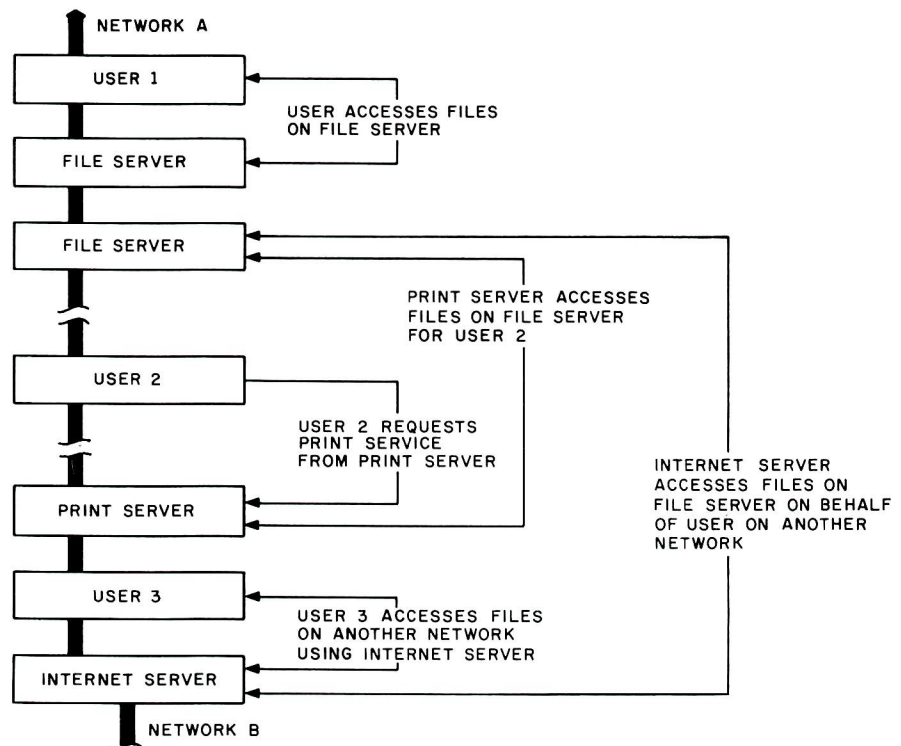 NETWORK A
USER 1
USER ACCESSES FILES
ON FILE SERVER
FILE SERVER
FILE SERVER
PRINT SERVER ACCESSES
FILES ON FILE SERVER
FOR USER 2
USER 2
USER 2 REQUESTS
PRINT SERVICE
FROM PRINT SERVER
INTERNET SERVER
ACCESSES FILES ON
FILE SERVER ON BEHALF
OF USER ON ANOTHER
NETWORK
PRINT SERVER
USER 3
USER 3 ACCESSES FILES
ON ANOTHER NETWORK
USING INTERNET SERVER
INTERNET SERVER
NETWORK B